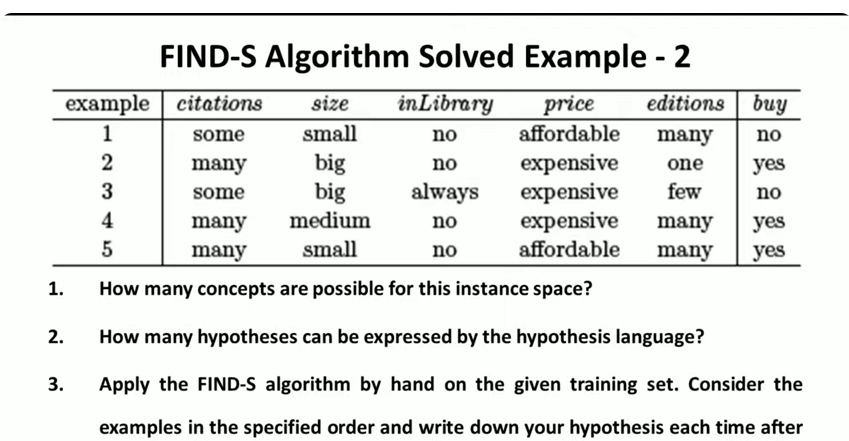 FIND-S Algorithm Solved Example - 2
example citations size inLibrary price editions buy
1 some small no affordable many no
2 many big no expensive one yes
3 some big always expensive few no
4 many medium no expensive many yes
5 many small no affordable many yes
1. How many concepts are possible for this instance space?
2. How many hypotheses can be expressed by the hypothesis language?
3. Apply the FIND-S algorithm by hand on the given training set. Consider the
examples in the specified order and write down your hypothesis each time after